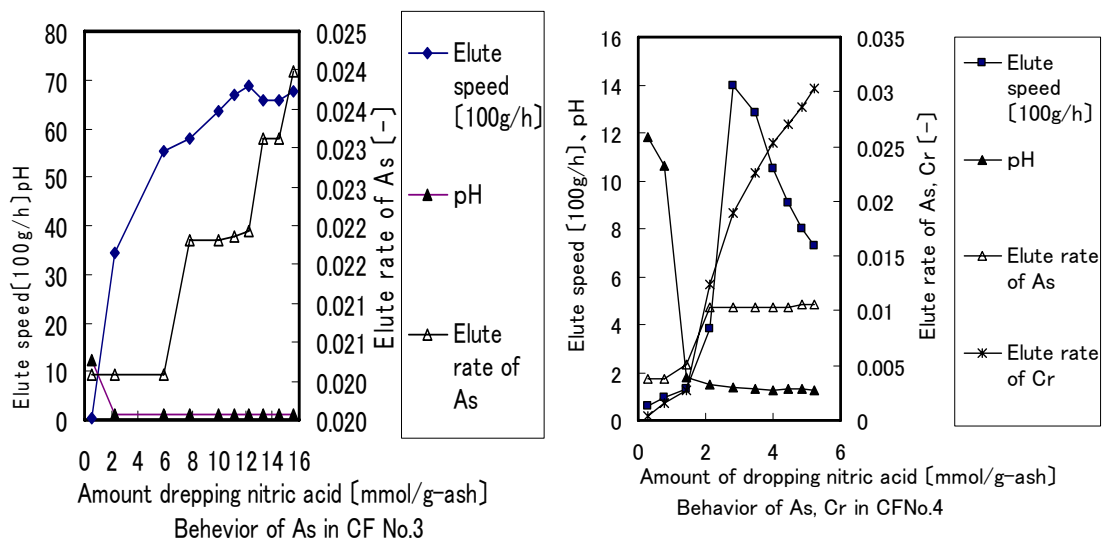 80
70
60
50
40
30
20
10
0
Elute speed[100g/h]pH
0 2 4 6 8 10 12 14 16
0.025
0.024
0.024
0.023
0.023
0.022
0.022
0.021
0.021
0.020
0.020
Elute rate of As [-]
Elute
speed
[100g/h]
pH
Elute
rate of
As
Amount drepping nitric acid [mmol/g-ash]
Behevior of As in CF No.3
16
14
12
10
8
6
4
2
0
Elute speed [100g/h]、pH
0 2 4 6
0.035
0.03
0.025
0.02
0.015
0.01
0.005
0
Elute rate of As, Cr [-]
Elute
speed
[100g/h]
pH
Elute rate
of As
Elute rate
of Cr
Amount of dropping nitric acid [mmol/g-ash]
Behavior of As, Cr in CFNo.4